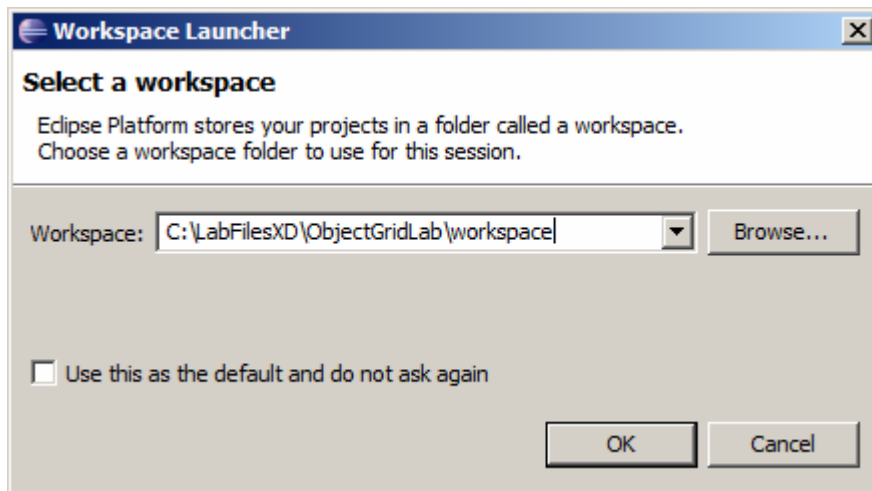 Workspace Launcher
Select a workspace
Eclipse Platform stores your projects in a folder called a workspace.
Choose a workspace folder to use for this session.
Workspace: C:\LabFilesXD\ObjectGridLab\workspace Browse...
Use this as the default and do not ask again
OK Cancel